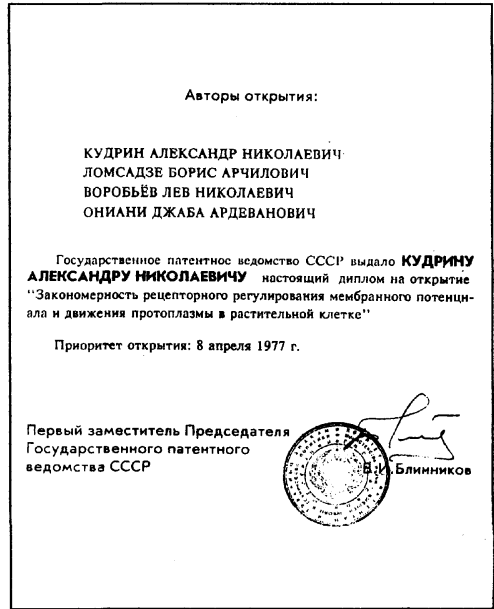 Авторы открытия:
КУДРИН АЛЕКСАНДР НИКОЛАЕВИЧ
ЛОМСАДЗЕ БОРИС АРЧИЛОВИЧ
ВОРОБЬЁВ ЛЕВ НИКОЛАЕВИЧ
ОНИАНИ ДЖАБА АРДЕВАНОВИЧ
Государственное патентное ведомство СССР выдало КУДРИНУ
АЛЕКСАНДРУ НИКОЛАЕВИЧУ настоящий диплом на открытие
"Закономерность рецепторного регулирования мембранного потенци-
ала и движения протоплазмы в растительной клетке"
Приоритет открытия: 8 апреля 1977 г.
Первый заместитель Председателя
Государственного патентного
ведомства СССР
В.И.Блинников